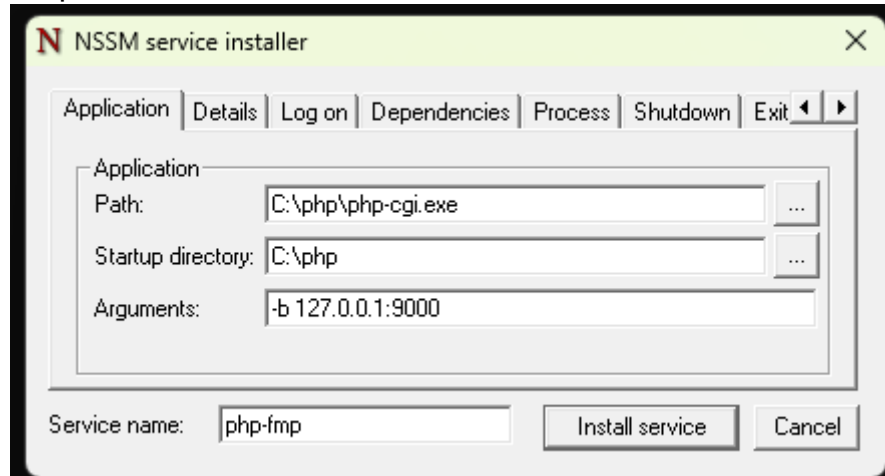 N NSSM service installer
Application Details Log on Dependencies Process Shutdown Exit
Application
Path: C:\php\php-cgi.exe ...
Startup directory: C:\php ...
Arguments: -b 127.0.0.1:9000
Service name: php-fmp Install service Cancel